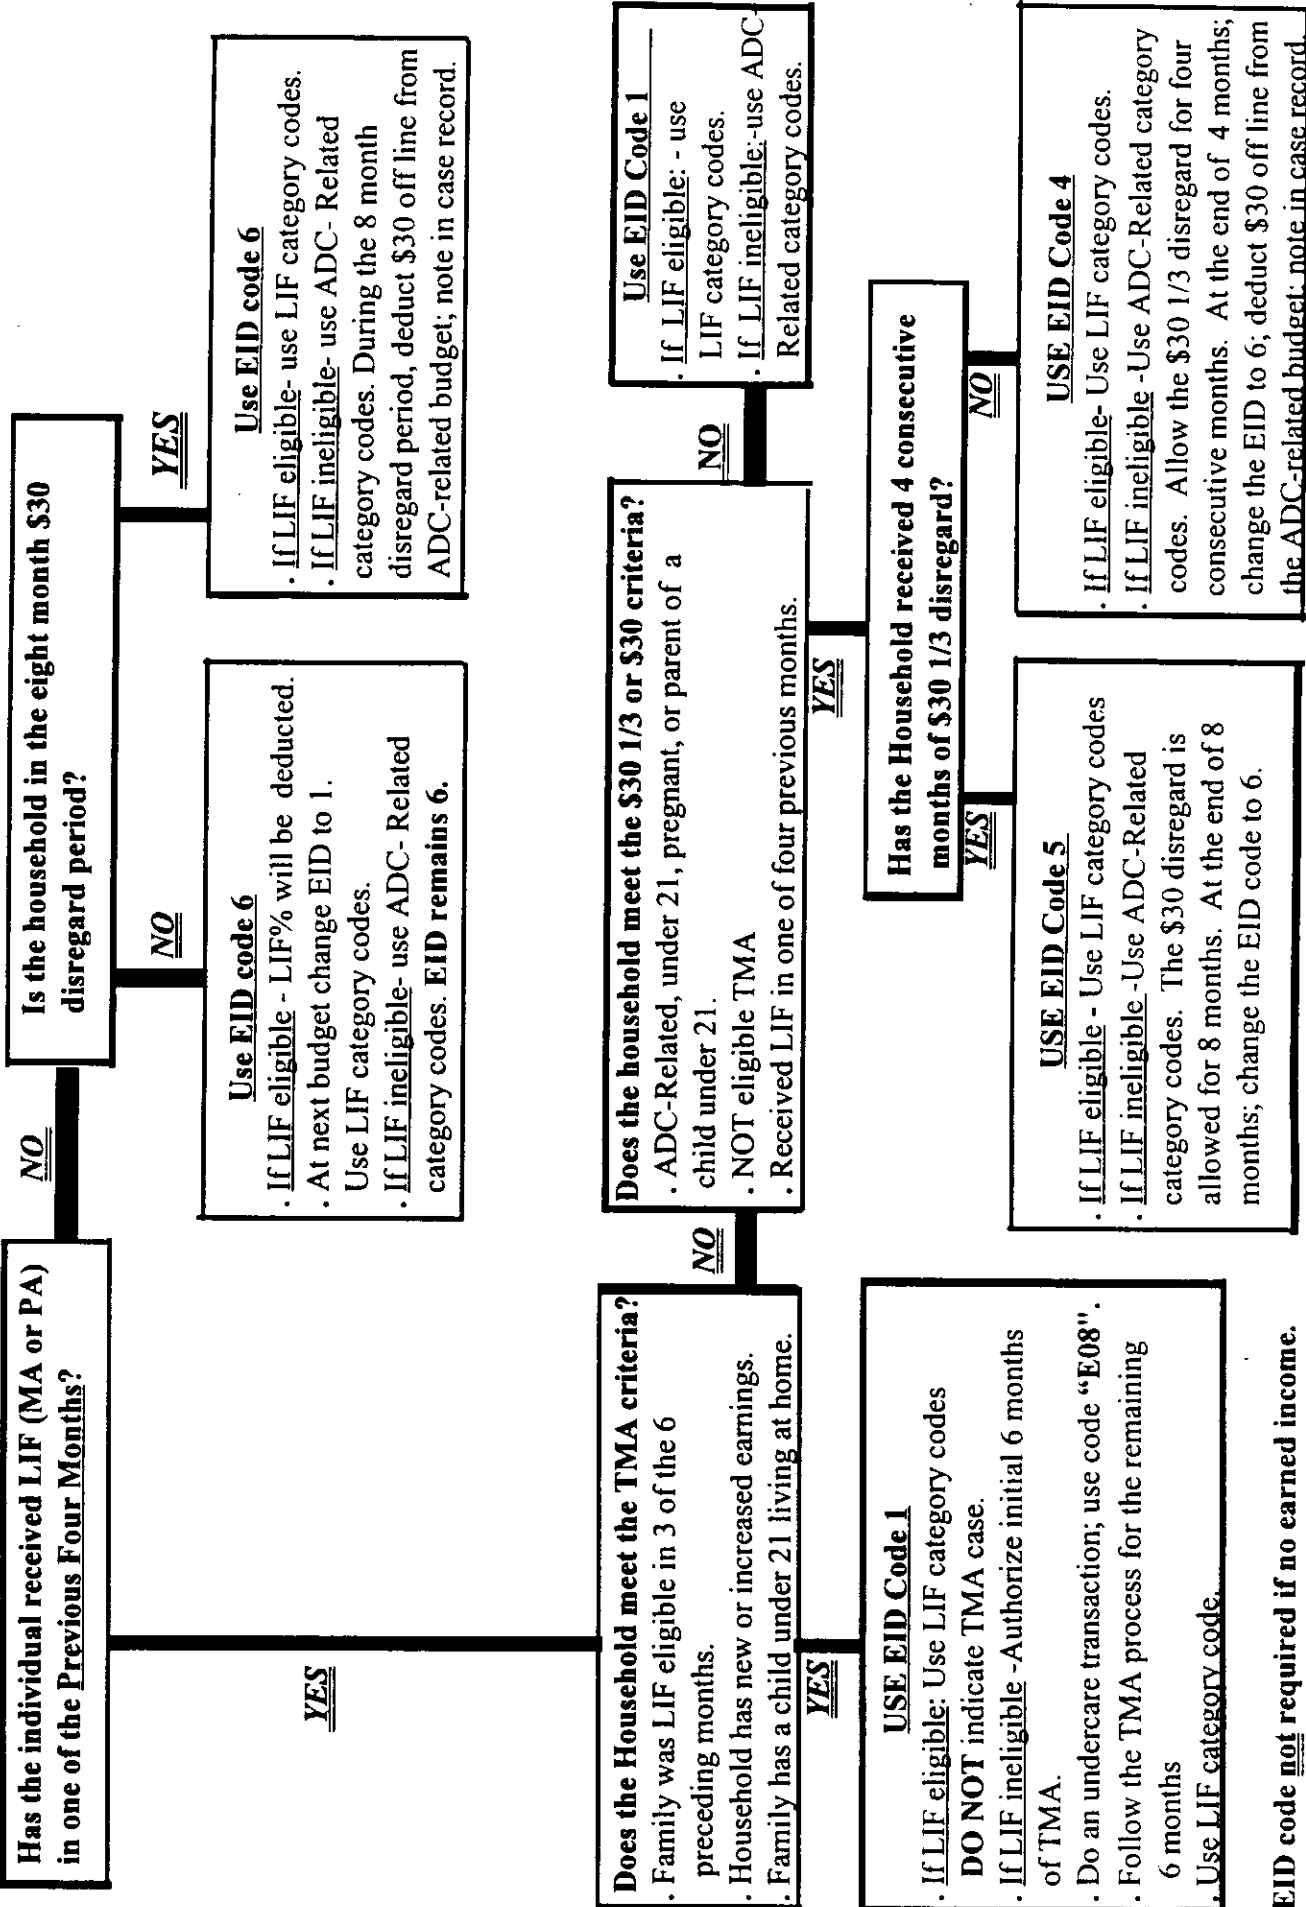 Has the individual received LIF (MA or PA)
in one of the Previous Four Months?
NO
Is the household in the eight month $30
disregard period?
YES
NO
YES
Use EID code 6
. If LIF eligible - LIF% will be deducted.
. At next budget change EID to 1.
Use LIF category codes.
. If LIF ineligible- use ADC- Related
category codes. EID remains 6.
Use EID code 6
. If LIF eligible- use LIF category codes.
. If LIF ineligible- use ADC- Related
category codes. During the 8 month
disregard period, deduct $30 off line from
ADC-related budget; note in case record.
Does the Household meet the TMA criteria?
. Family was LIF eligible in 3 of the 6
preceding months.
. Household has new or increased earnings.
. Family has a child under 21 living at home.
NO
Does the household meet the $30 1/3 or $30 criteria?
. ADC-Related, under 21, pregnant, or parent of a
child under 21.
. NOT eligible TMA
. Received LIF in one of four previous months.
NO
Use EID Code 1
. If LIF eligible: - use
LIF category codes.
. If LIF ineligible:-use ADC-
Related category codes.
YES
YES
Has the Household received 4 consecutive
months of $30 1/3 disregard?
YES
NO
USE EID Code 1
. If LIF eligible: Use LIF category codes
DO NOT indicate TMA case.
. If LIF ineligible -Authorize initial 6 months
of TMA.
. Do an undercare transaction; use code “E08".
. Follow the TMA process for the remaining
6 months
. Use LIF category code.
USE EID Code 5
. If LIF eligible - Use LIF category codes
. If LIF ineligible -Use ADC-Related
category codes. The $30 disregard is
allowed for 8 months. At the end of 8
months; change the EID code to 6.
USE EID Code 4
. If LIF eligible- Use LIF category codes.
. If LIF ineligible -Use ADC-Related category
codes. Allow the $30 1/3 disregard for four
consecutive months. At the end of 4 months;
change the EID to 6; deduct $30 off line from
the ADC-related budget; note in case record.
EID code not required if no earned income.